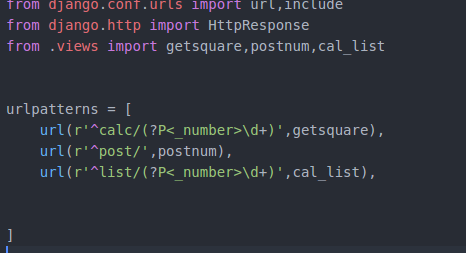 from django.conf.urls import url,include
from django.http import HttpResponse
from .views import getsquare,postnum,cal_list
urlpatterns = [
    url(r'^calc/(?P<_number>\d+)',getsquare),
    url(r'^post/',postnum),
    url(r'^list/(?P<_number>\d+)',cal_list),
]